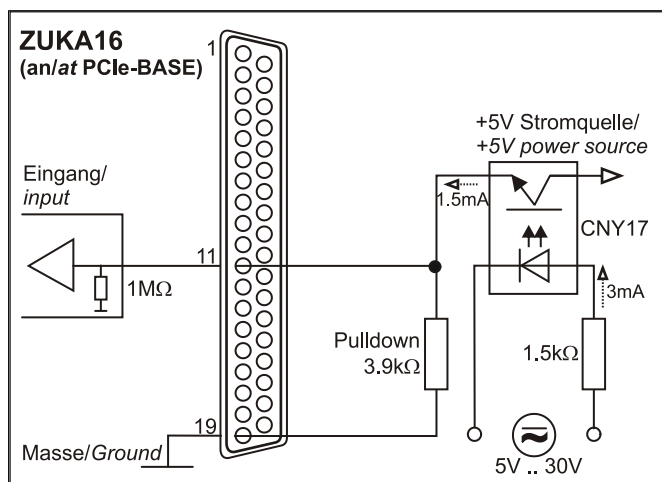 ZUKA16
(an/at PCIe-BASE)
1
+5V Stromquelle/
+5V power source
Eingang/
input
1.5mA
CNY17
11
1MΩ
3mA
Pulldown
3.9kΩ
1.5kΩ
19
Masse/Ground
5V .. 30V